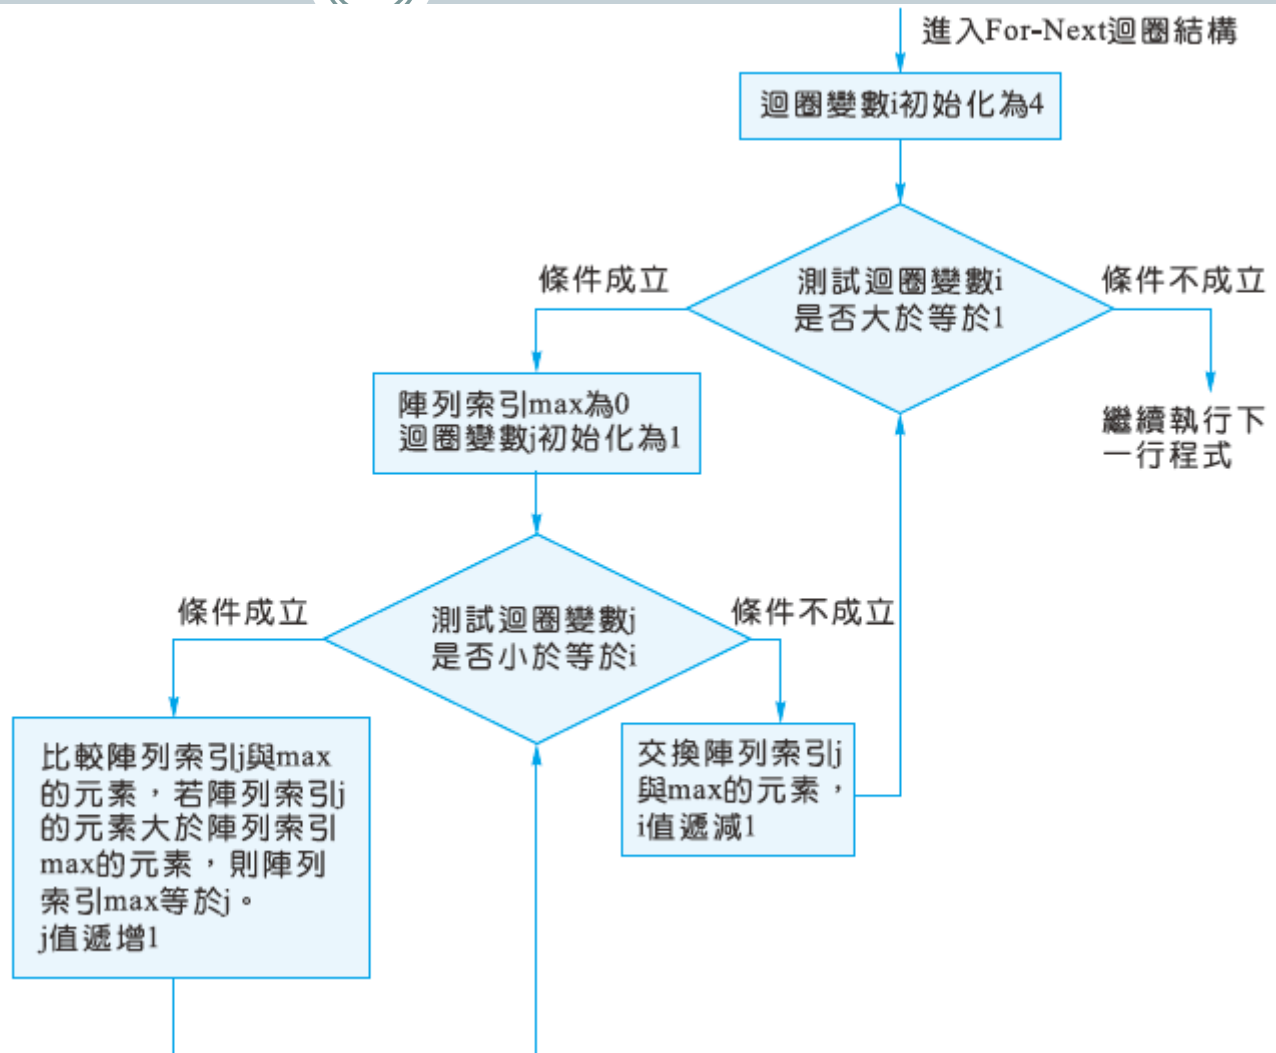 進入For-Next迴圈結構
迴圈變數i初始化為4
條件成立
測試迴圈變數i
是否大於等於1
條件不成立
陣列索引max為0
迴圈變數j初始化為1
繼續執行下
一行程式
條件成立
測試迴圈變數j
是否小於等於i
條件不成立
比較陣列索引j與max
的元素，若陣列索引j
的元素大於陣列索引
max的元素，則陣列
索引max等於j。
j值遞增1
交換陣列索引j
與max的元素，
i值遞減1